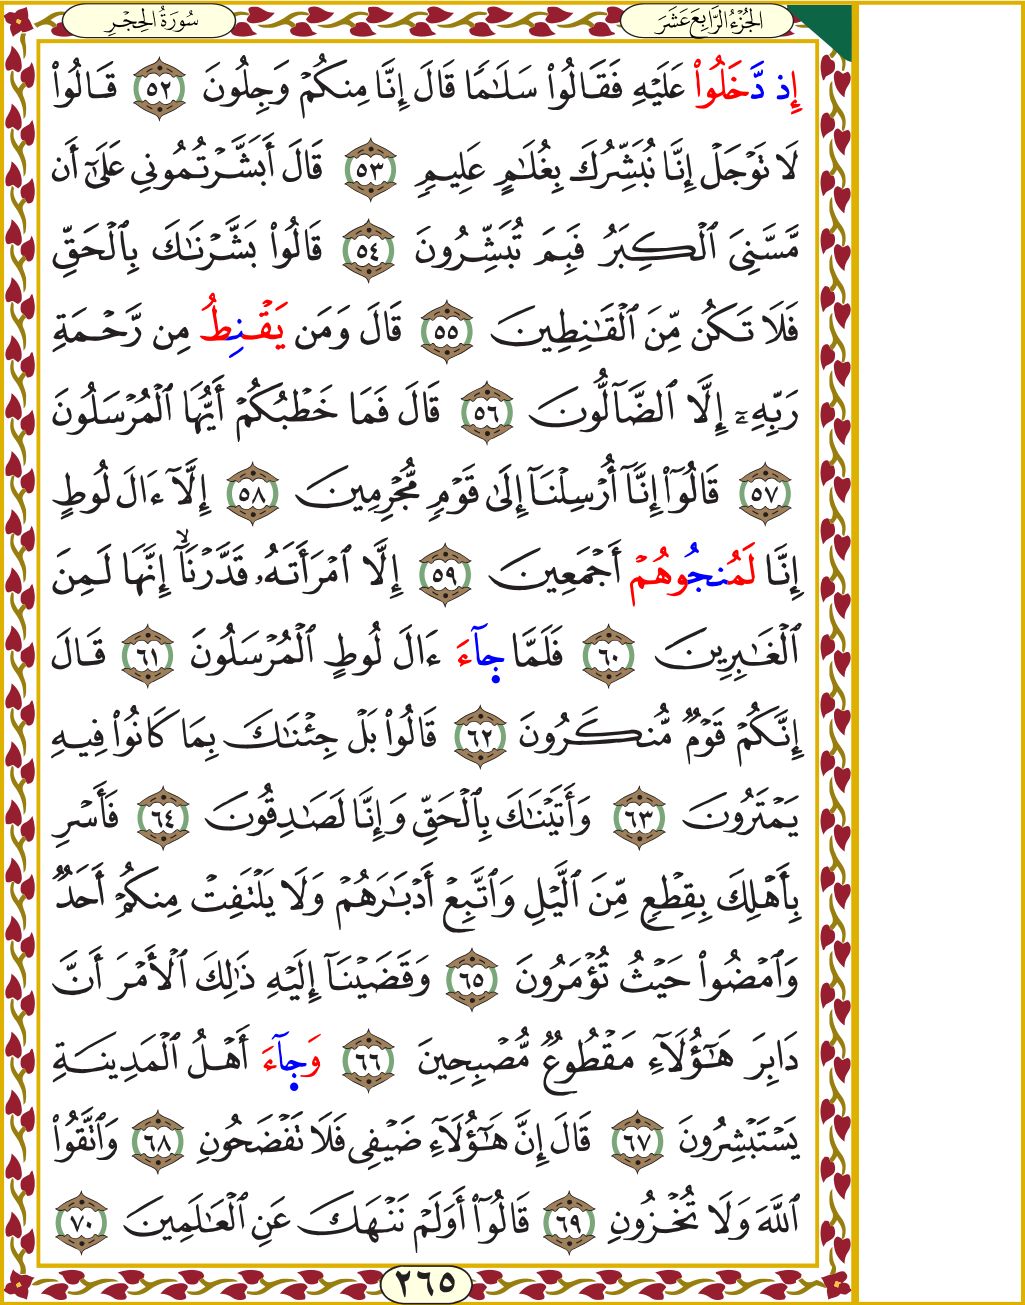 سُورَةُ الحِجْرِ
الجُزْءُ الرَّابِعَ عَشَرَ
إِذ دَّخَلُوا۟ عَلَيْهِ فَقَالُوا۟ سَلَٰمًا قَالَ إِنَّا مِنكُمْ وَجِلُونَ ٥٢ قَالُوا۟
لَا تَوْجَلْ إِنَّا نُبَشِّرُكَ بِغُلَٰمٍ عَلِيمٍ ٥٣ قَالَ أَبَشَّرْتُمُونِي عَلَىٰٓ أَن
مَّسَّنِيَ ٱلْكِبَرُ فَبِمَ تُبَشِّرُونَ ٥٤ قَالُوا۟ بَشَّرْنَٰكَ بِٱلْحَقِّ
فَلَا تَكُن مِّنَ ٱلْقَٰنِطِينَ ٥٥ قَالَ وَمَن يَقْنِطُ مِن رَّحْمَةِ
رَبِّهِۦٓ إِلَّا ٱلضَّآلُّونَ ٥٦ قَالَ فَمَا خَطْبُكُمْ أَيُّهَا ٱلْمُرْسَلُونَ
٥٧ قَالُوٓا۟ إِنَّآ أُرْسِلْنَآ إِلَىٰ قَوْمٍ مُّجْرِمِينَ ٥٨ إِلَّآ ءَالَ لُوطٍ
إِنَّا لَمُنجُوهُمْ أَجْمَعِينَ ٥٩ إِلَّا ٱمْرَأَتَهُۥ قَدَّرْنَآ ۙ إِنَّهَا لَمِنَ
ٱلْغَٰبِرِينَ ٦٠ فَلَمَّا جَآءَ ءَالَ لُوطٍ ٱلْمُرْسَلُونَ ٦١ قَالَ
إِنَّكُمْ قَوْمٌ مُّنكَرُونَ ٦٢ قَالُوا۟ بَلْ جِئْنَٰكَ بِمَا كَانُوا۟ فِيهِ
يَمْتَرُونَ ٦٣ وَأَتَيْنَٰكَ بِٱلْحَقِّ وَإِنَّا لَصَٰدِقُونَ ٦٤ فَأَسْرِ
بِأَهْلِكَ بِقِطْعٍ مِّنَ ٱلَّيْلِ وَٱتَّبِعْ أَدْبَٰرَهُمْ وَلَا يَلْتَفِتْ مِنكُمْ أَحَدٌ
وَٱمْضُوا۟ حَيْثُ تُؤْمَرُونَ ٦٥ وَقَضَيْنَآ إِلَيْهِ ذَٰلِكَ ٱلْأَمْرَ أَنَّ
دَابِرَ هَٰٓؤُلَآءِ مَقْطُوعٌ مُّصْبِحِينَ ٦٦ وَجَآءَ أَهْلُ ٱلْمَدِينَةِ
يَسْتَبْشِرُونَ ٦٧ قَالَ إِنَّ هَٰٓؤُلَآءِ ضَيْفِي فَلَا تَفْضَحُونِ ٦٨ وَٱتَّقُوا۟
ٱللَّهَ وَلَا تُخْزُونِ ٦٩ قَالُوٓا۟ أَوَلَمْ نَنْهَكَ عَنِ ٱلْعَٰلَمِينَ ٧٠
٢٦٥